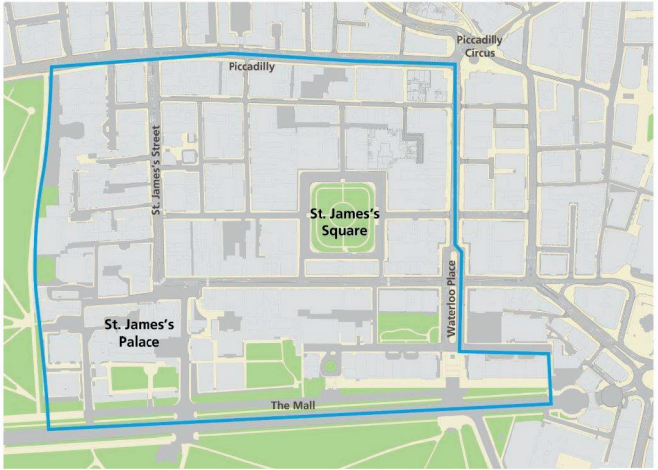 Piccadilly
Circus
Piccadilly
St. James's Street
St. James's
Square
Waterloo Place
St. James's
Palace
The Mall